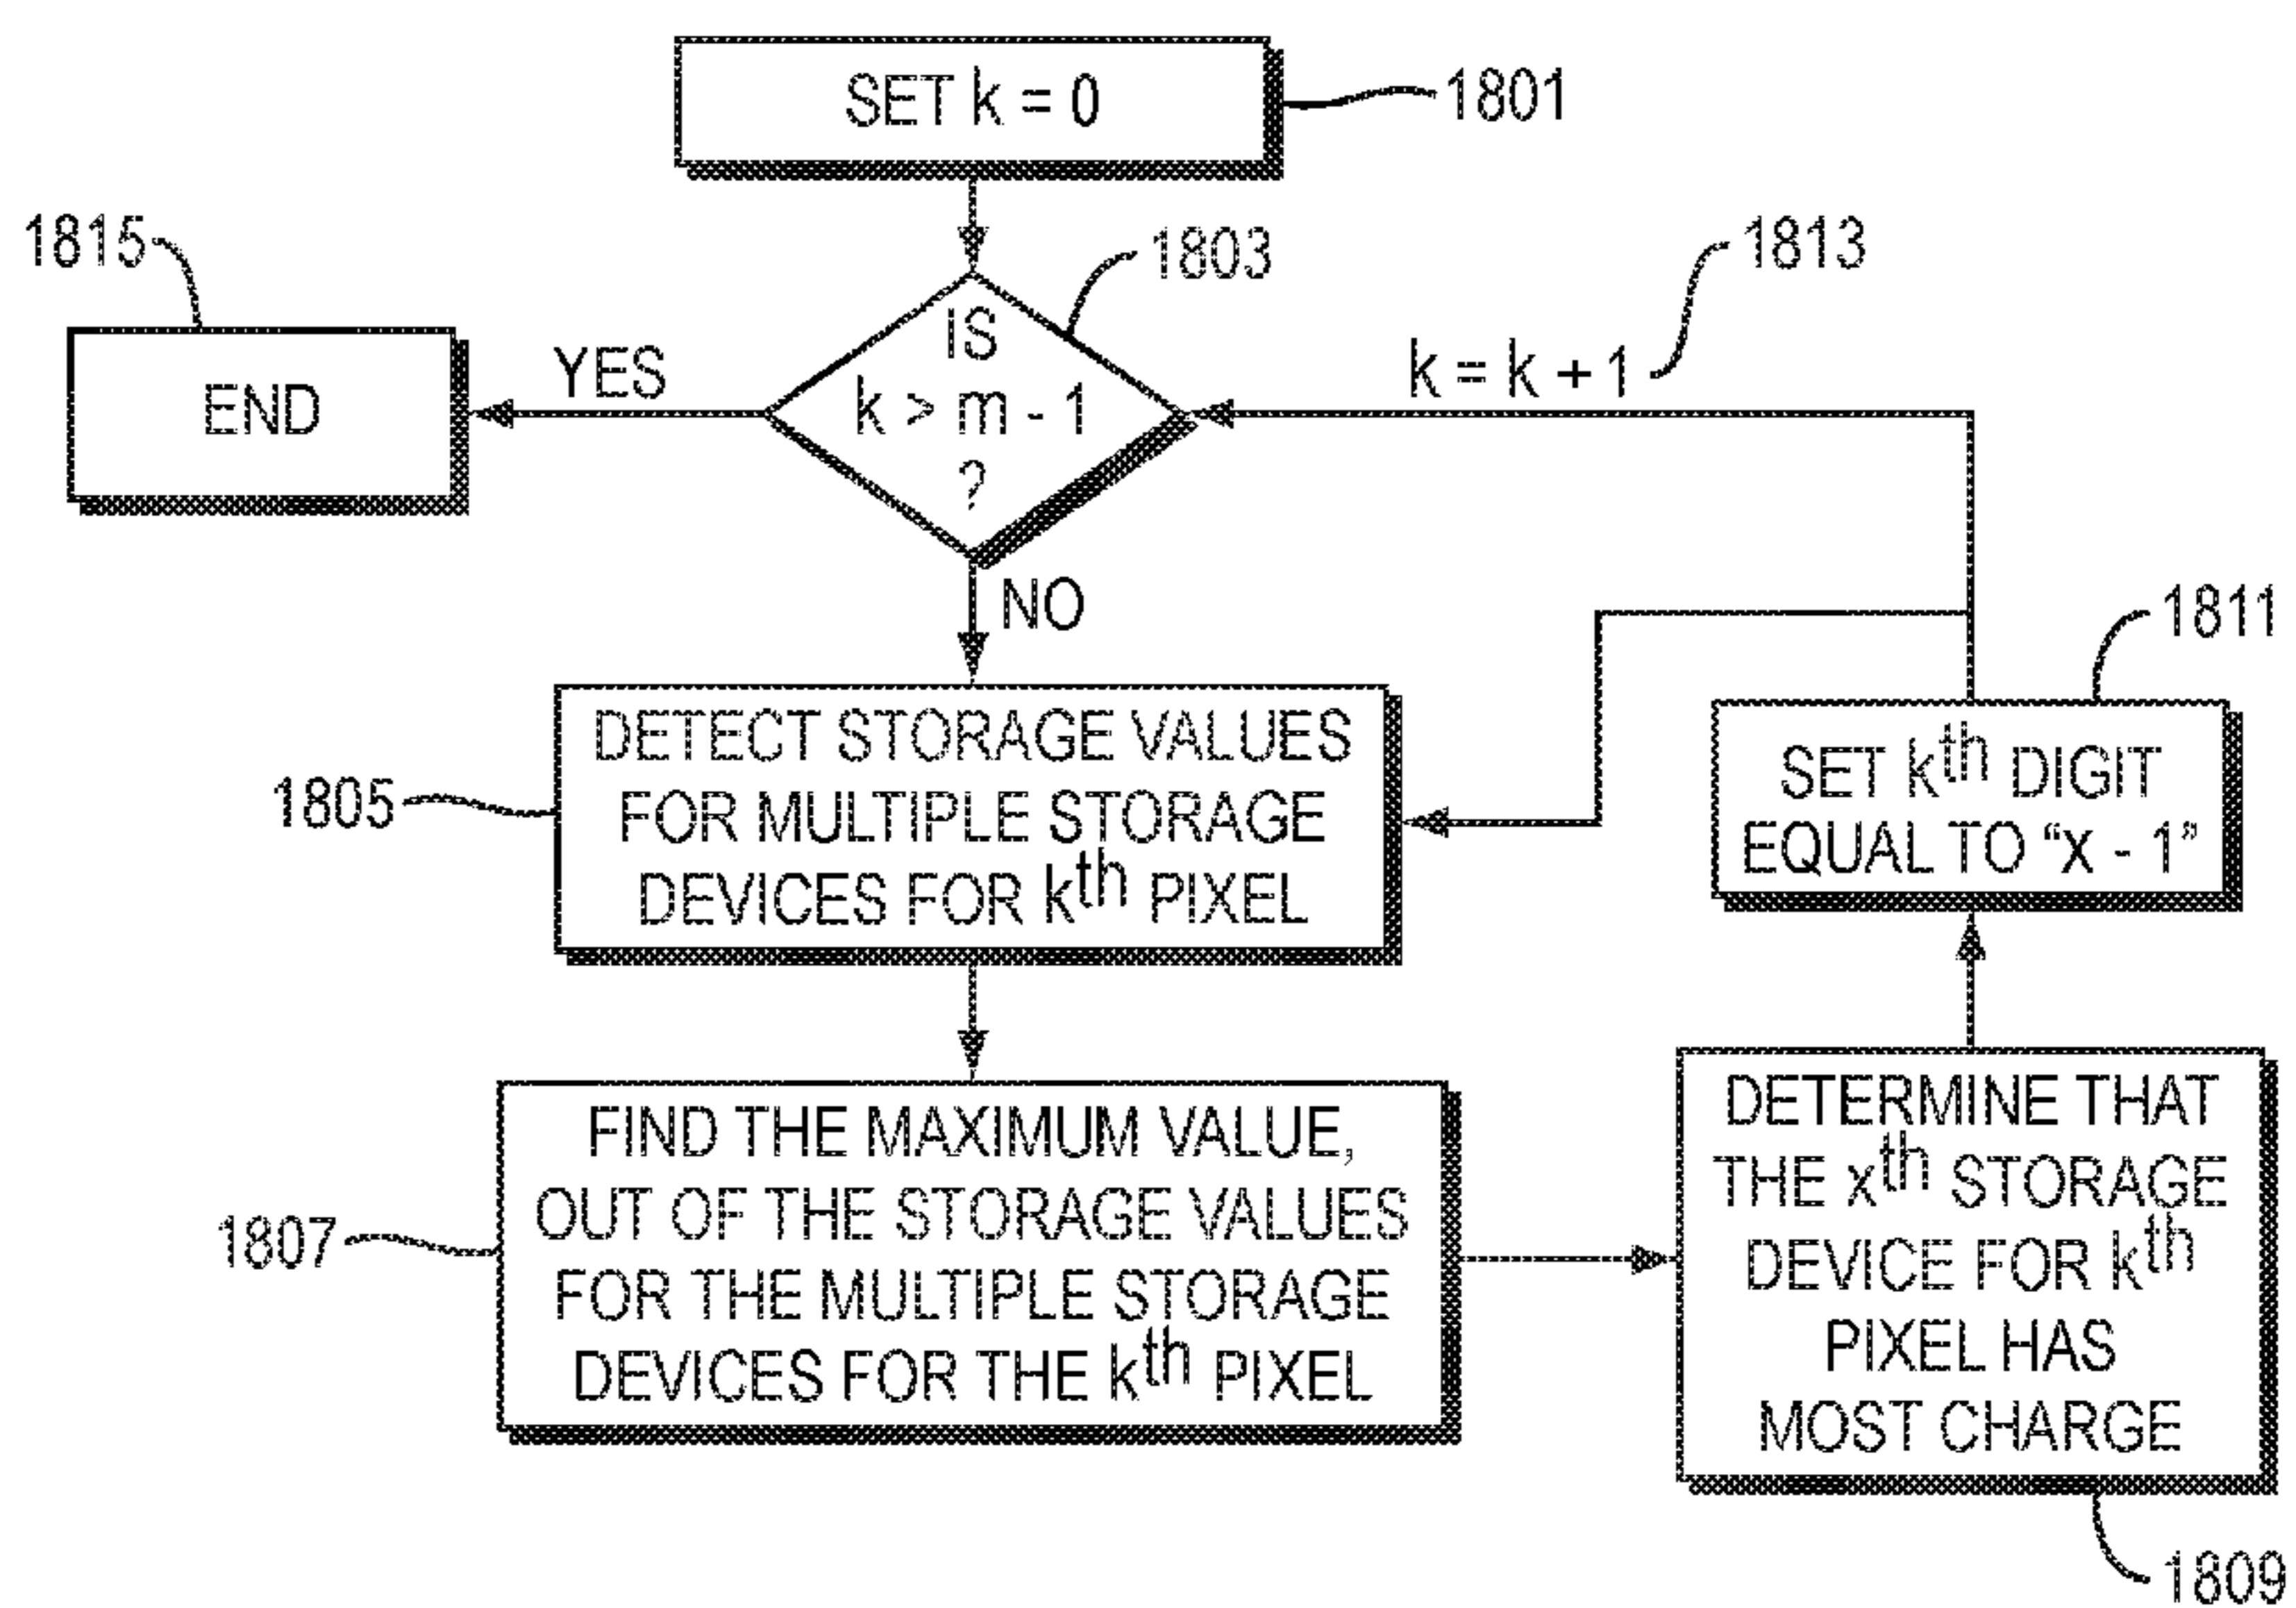 SET k = 0
1801
1815
1803
1813
IS
k > m - 1
?
YES
END
k = k + 1
NO
1811
DETECT STORAGE VALUES
FOR MULTIPLE STORAGE
DEVICES FOR kth PIXEL
1805
SET kth DIGIT
EQUAL TO “x - 1”
FIND THE MAXIMUM VALUE,
OUT OF THE STORAGE VALUES
FOR THE MULTIPLE STORAGE
DEVICES FOR THE kth PIXEL
1807
DETERMINE THAT
THE xth STORAGE
DEVICE FOR kth
PIXEL HAS
MOST CHARGE
1809